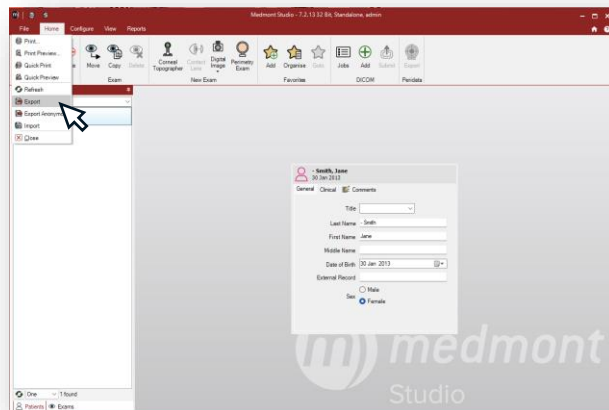 Medmont Studio - 7.2.13 32 Bit, Standalone, admin
File Home Configure View Reports
Print...
Print Preview...
Quick Print
Quick Preview
Refresh
Export
Export Anonym
Import
Close
Move Copy Delete
Exam
Corneal Topographer
Contact Lens
Digital Image
Perimetry Exam
New Exam
Add Organise Goto
Favorites
Jobs Add Submit
DICOM
Export
Peridata
- Smith, Jane
30 Jan 2013
General Clinical Comments
Title
Last Name - Smith
First Name Jane
Middle Name
Date of Birth 30 Jan 2013
External Record
Sex Male
Female
medmont
Studio
One 1 found
Patients Exams